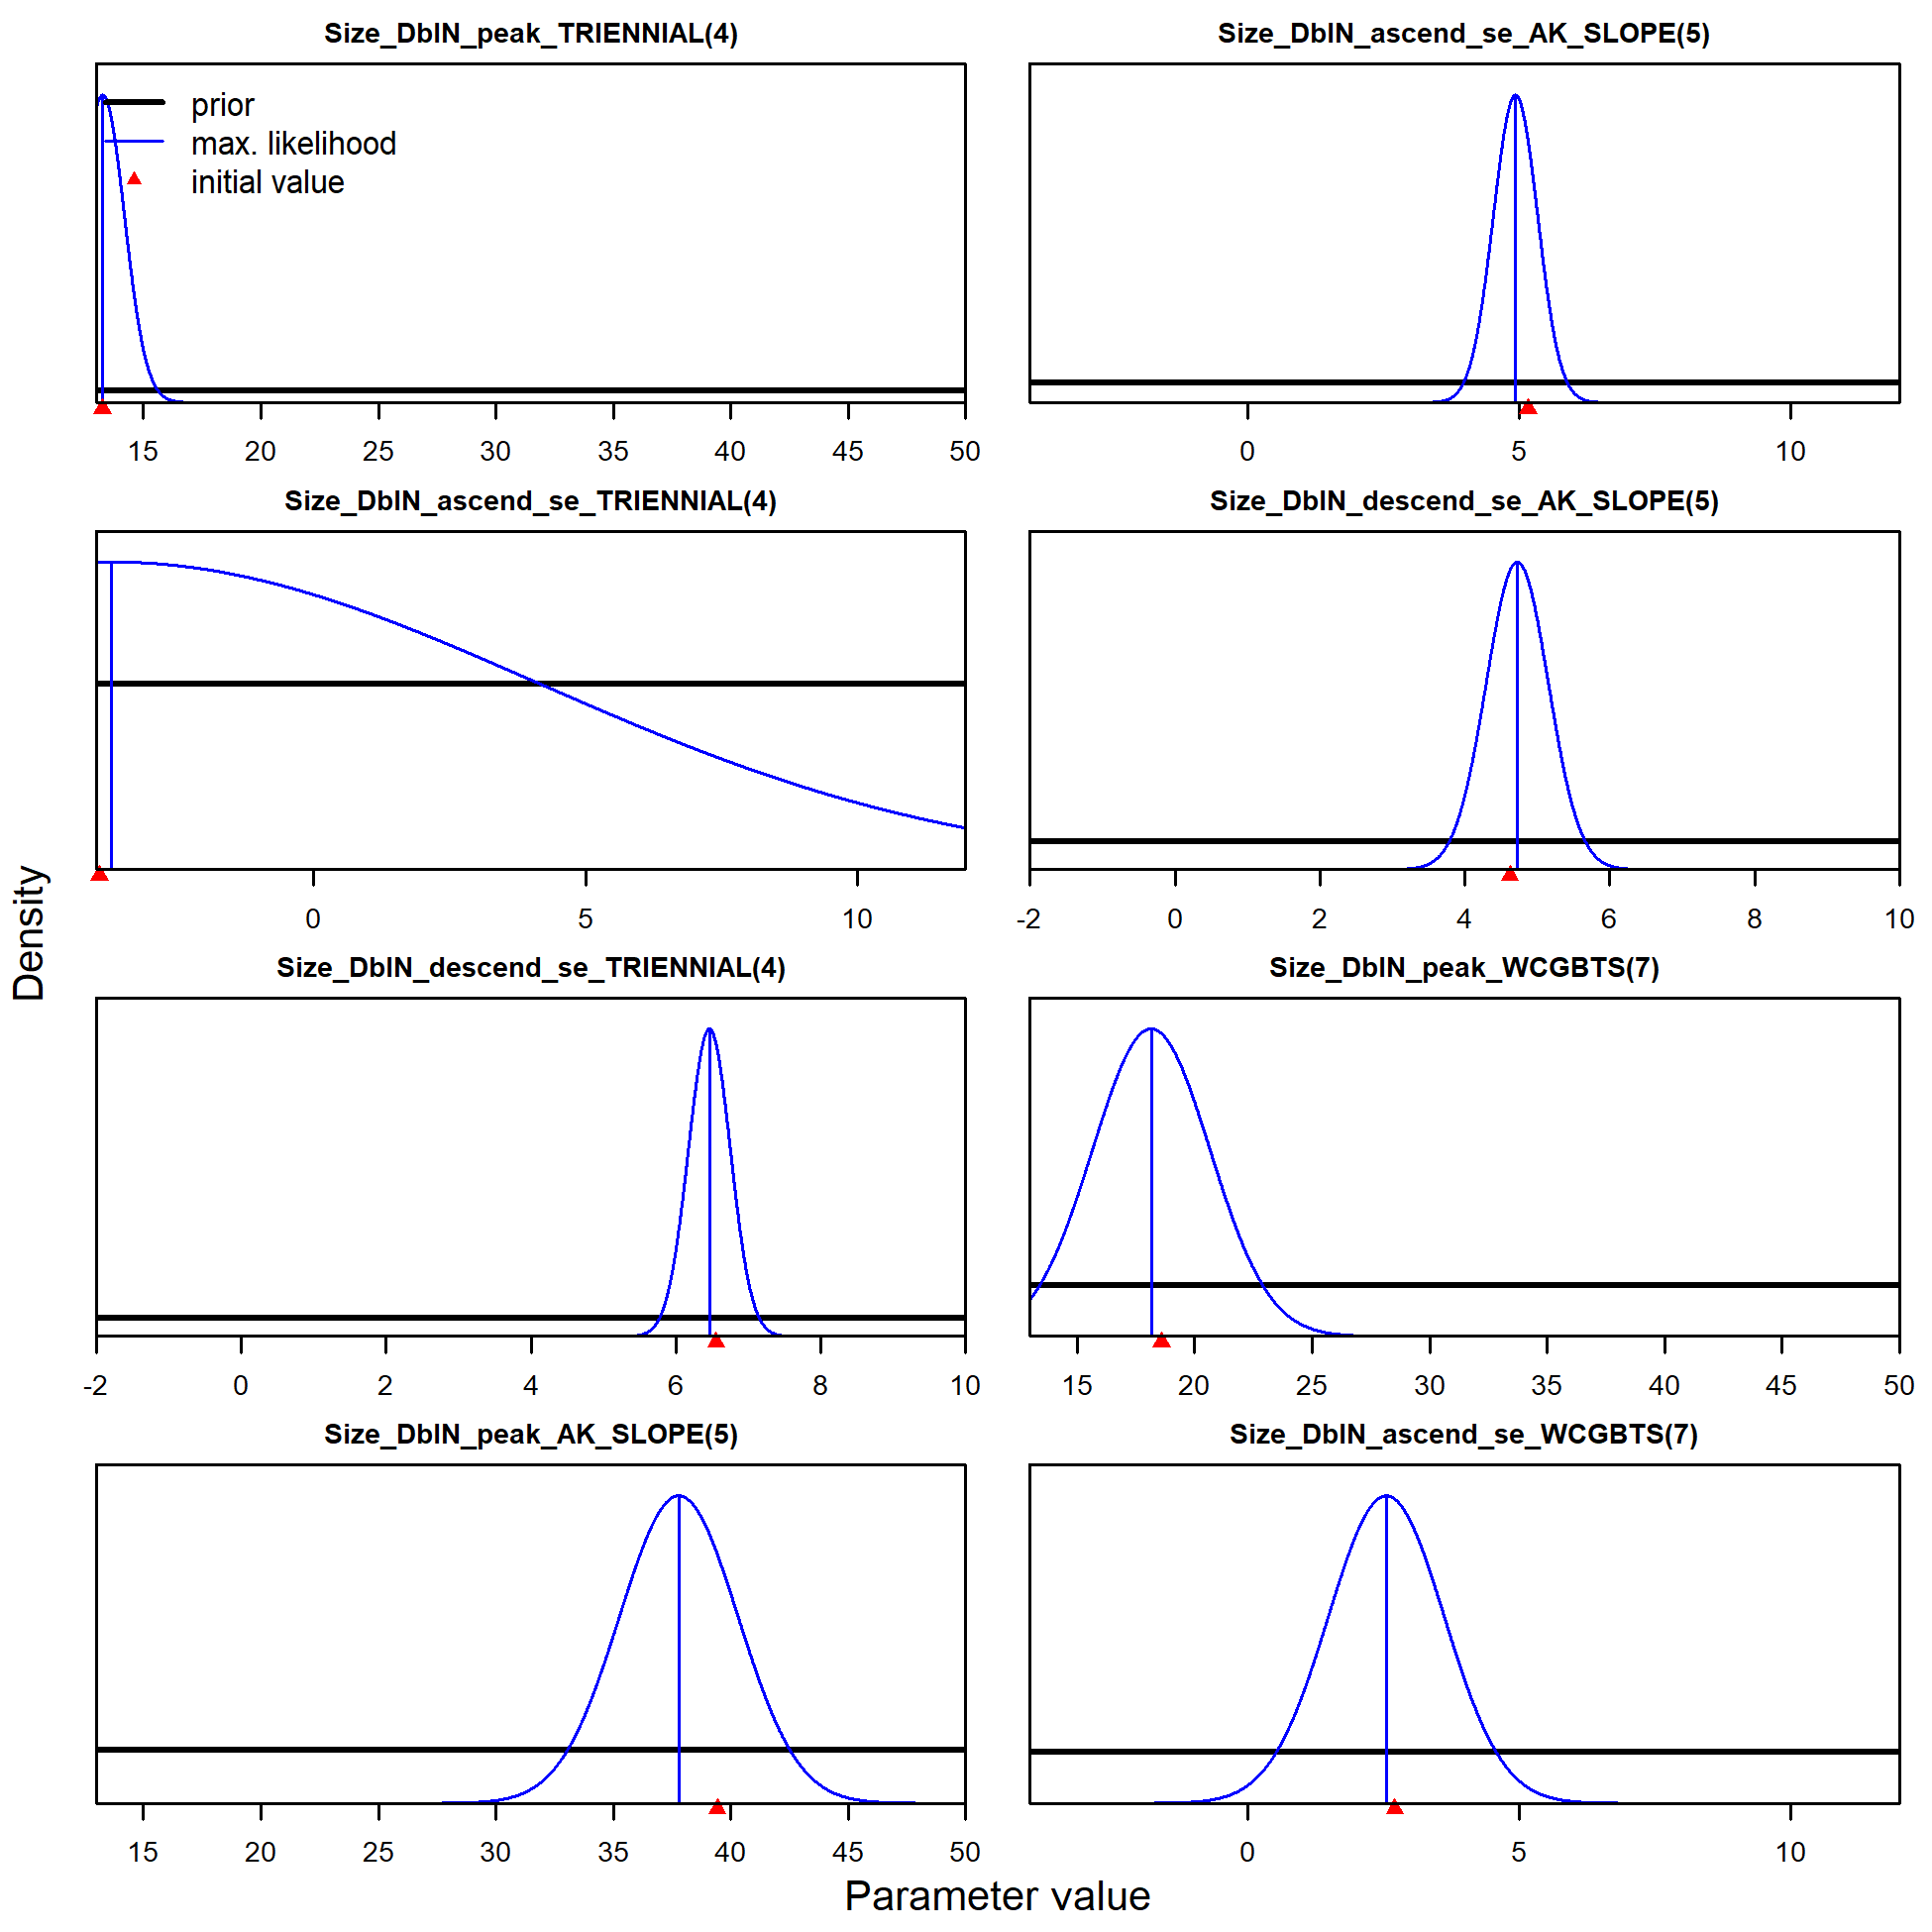 Size_DblN_peak_TRIENNIAL(4)
prior
max. likelihood
initial value
15 20 25 30 35 40 45 50
Size_DblN_ascend_se_AK_SLOPE(5)
0 5 10
Size_DblN_ascend_se_TRIENNIAL(4)
0 5 10
Size_DblN_descend_se_AK_SLOPE(5)
-2 0 2 4 6 8 10
Size_DblN_descend_se_TRIENNIAL(4)
-2 0 2 4 6 8 10
Size_DblN_peak_WCGBTS(7)
15 20 25 30 35 40 45 50
Size_DblN_peak_AK_SLOPE(5)
15 20 25 30 35 40 45 50
Size_DblN_ascend_se_WCGBTS(7)
0 5 10
Density
Parameter value